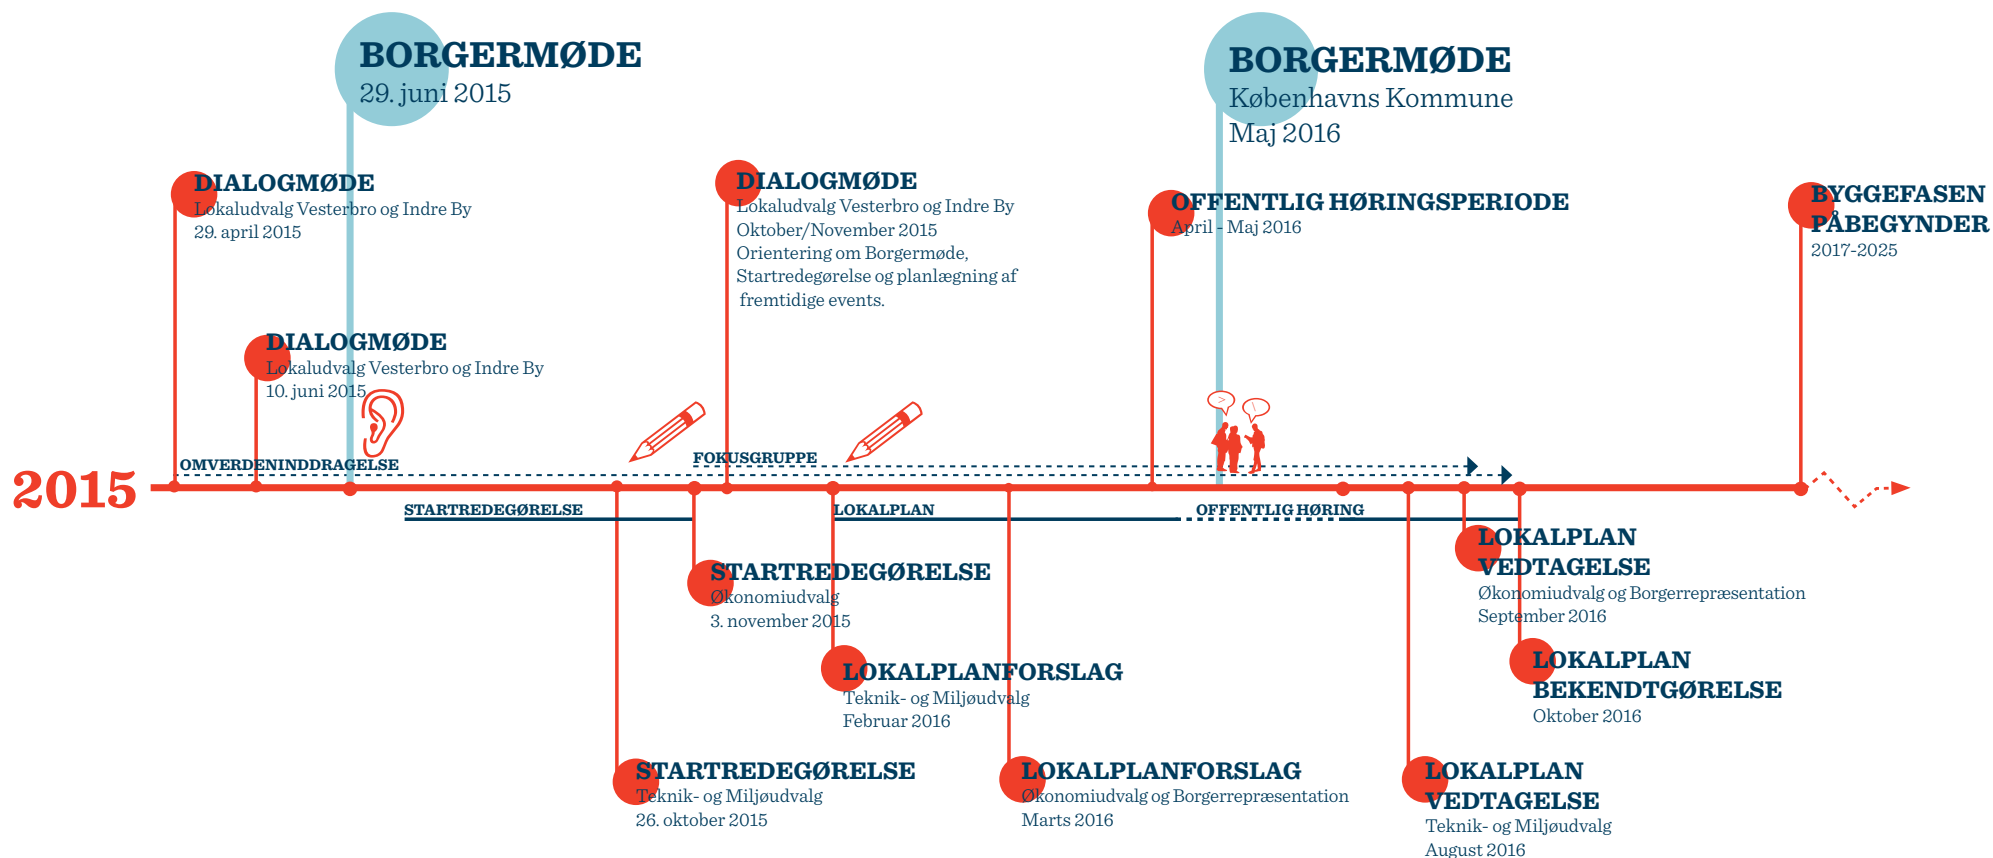 BORGERMØDE
29. juni 2015
BORGERMØDE
Københavns Kommune
Maj 2016
DIALOGMØDE
Lokaludvalg Vesterbro og Indre By
29. april 2015
DIALOGMØDE
Lokaludvalg Vesterbro og Indre By
Oktober/November 2015
Orientering om Borgermøde,
Startredegørelse og planlægning af
fremtidige events.
OFFENTLIG HØRINGSPERIODE
April - Maj 2016
BYGGEFASEN
PÅBEGYNDER
2017-2025
DIALOGMØDE
Lokaludvalg Vesterbro og Indre By
10. juni 2015
OMVERDENINDDRAGELSE
FOKUSGRUPPE
2015
STARTREDEGØRELSE
LOKALPLAN
OFFENTLIG HØRING
LOKALPLAN
VEDTAGELSE
Økonomiudvalg og Borgerrepræsentation
September 2016
STARTREDEGØRELSE
Økonomiudvalg
3. november 2015
LOKALPLANFORSLAG
Teknik- og Miljøudvalg
Februar 2016
LOKALPLAN
BEKENDTGØRELSE
Oktober 2016
STARTREDEGØRELSE
Teknik- og Miljøudvalg
26. oktober 2015
LOKALPLANFORSLAG
Økonomiudvalg og Borgerrepræsentation
Marts 2016
LOKALPLAN
VEDTAGELSE
Teknik- og Miljøudvalg
August 2016